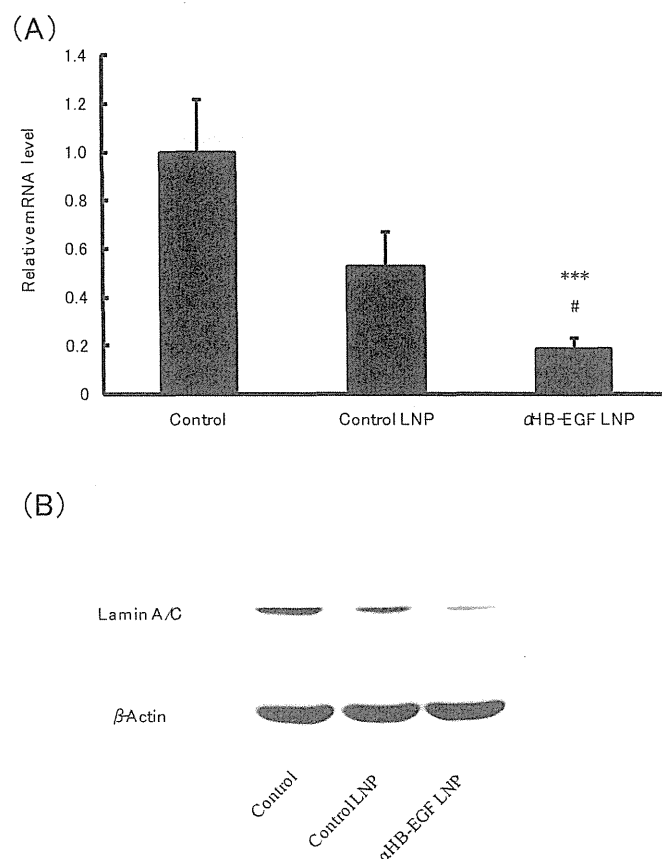 (A)
1.4
1.2
1.0
0.8
0.6
0.4
0.2
0
Relative mRNA level
***
#
Control
Control LNP
αHB-EGF LNP
(B)
Lamin A/C
β-Actin
Control
Control LNP
αHB-EGF LNP